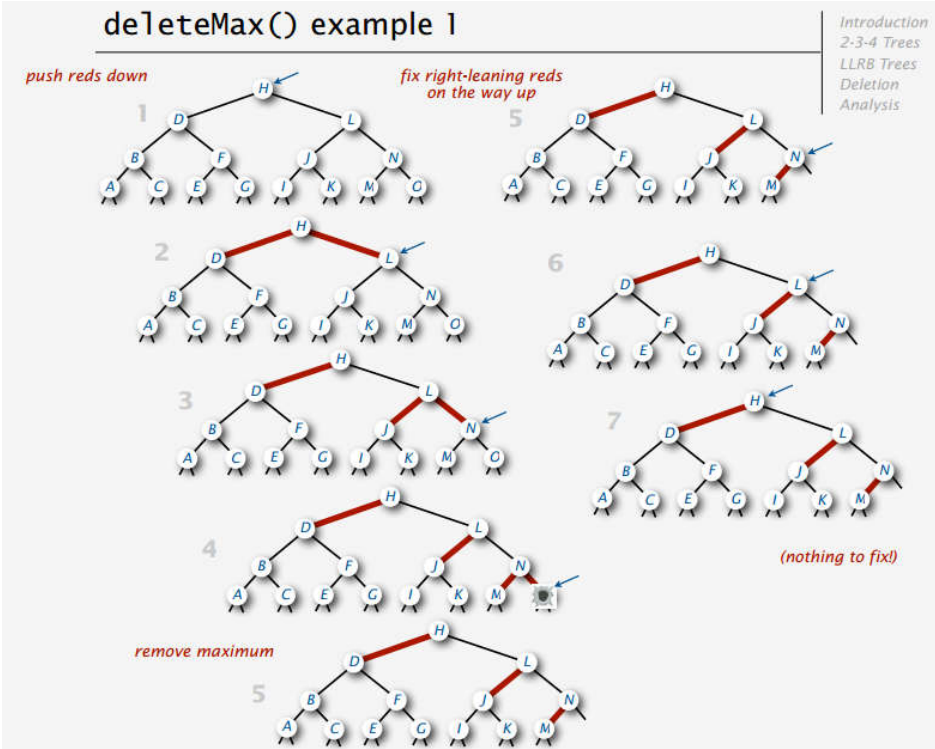 deleteMax() example 1
Introduction
2-3-4 Trees
LLRB Trees
Deletion
Analysis
push reds down
1
H
D L
B F J N
A C E G I K M O
2
H
D L
B F J N
A C E G I K M O
3
H
D L
B F J N
A C E G I K M O
4
H
D L
B F J N
A C E G I K M
remove maximum
5
H
D L
B F J N
A C E G I K M
fix right-leaning reds
on the way up
5
H
D L
B F J N
A C E G I K M
6
H
D L
B F J N
A C E G I K M
7
H
D L
B F J N
A C E G I K M
(nothing to fix!)